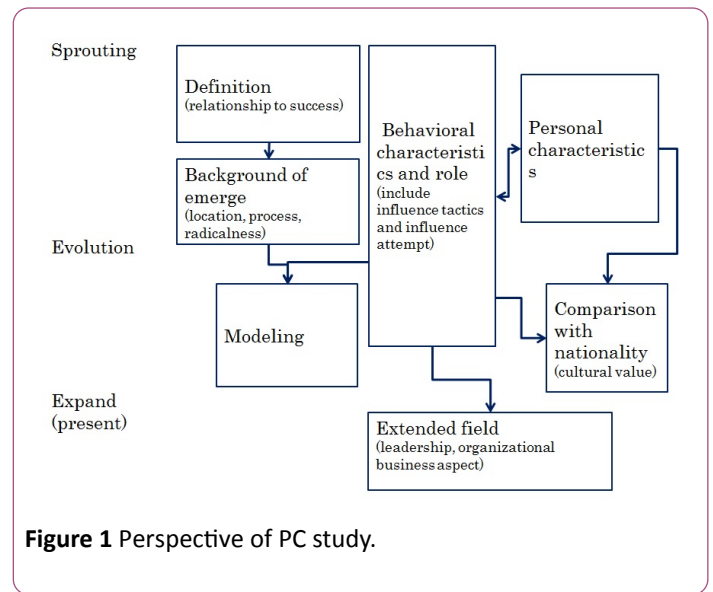 Sprouting
Definition
(relationship to success)
Background of
emerge
(location, process,
radicalness)
Behavioral
characteristi
cs and role
(include
influence tactics
and influence
attempt)
Personal
characteristic
s
Evolution
Modeling
Comparison
with
nationality
(cultural value)
Expand
(present)
Extended field
(leadership, organizational
business aspect)
Figure 1 Perspective of PC study.